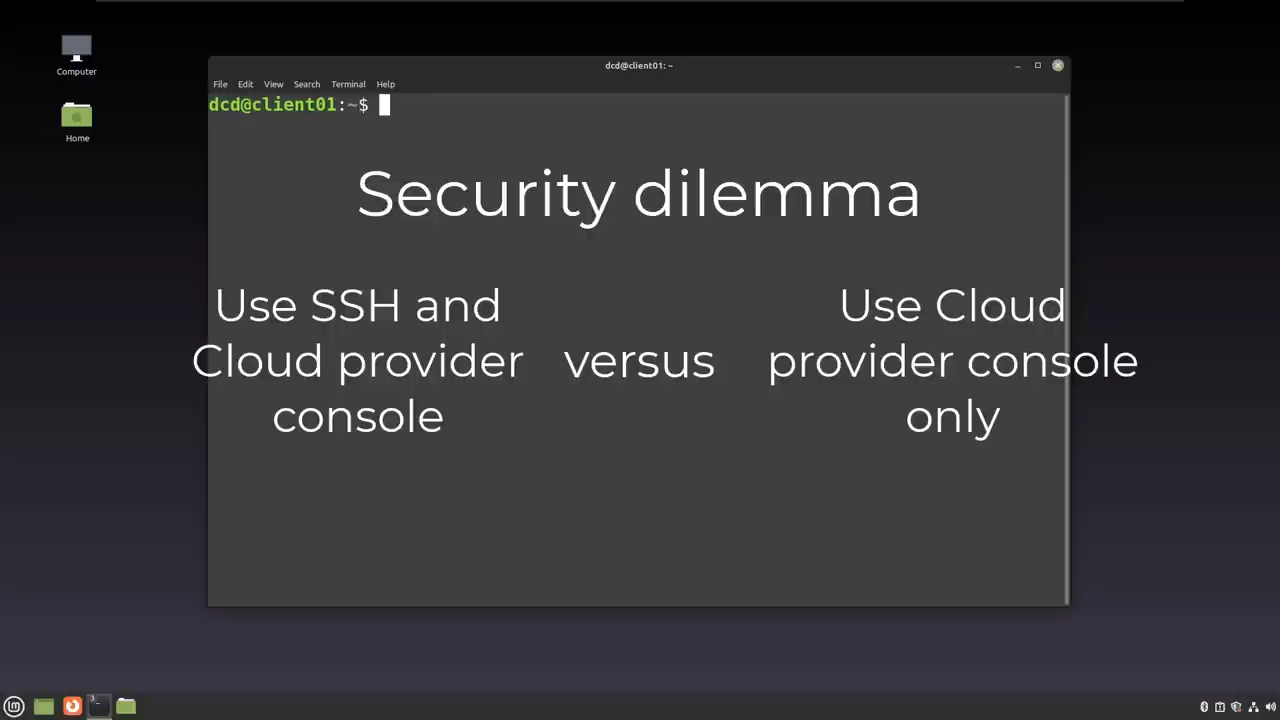 Computer
Home
dcd@client01: ~
File Edit View Search Terminal Help
dcd@client01:~$
Security dilemma
Use SSH and
Cloud provider
console
versus
Use Cloud
provider console
only